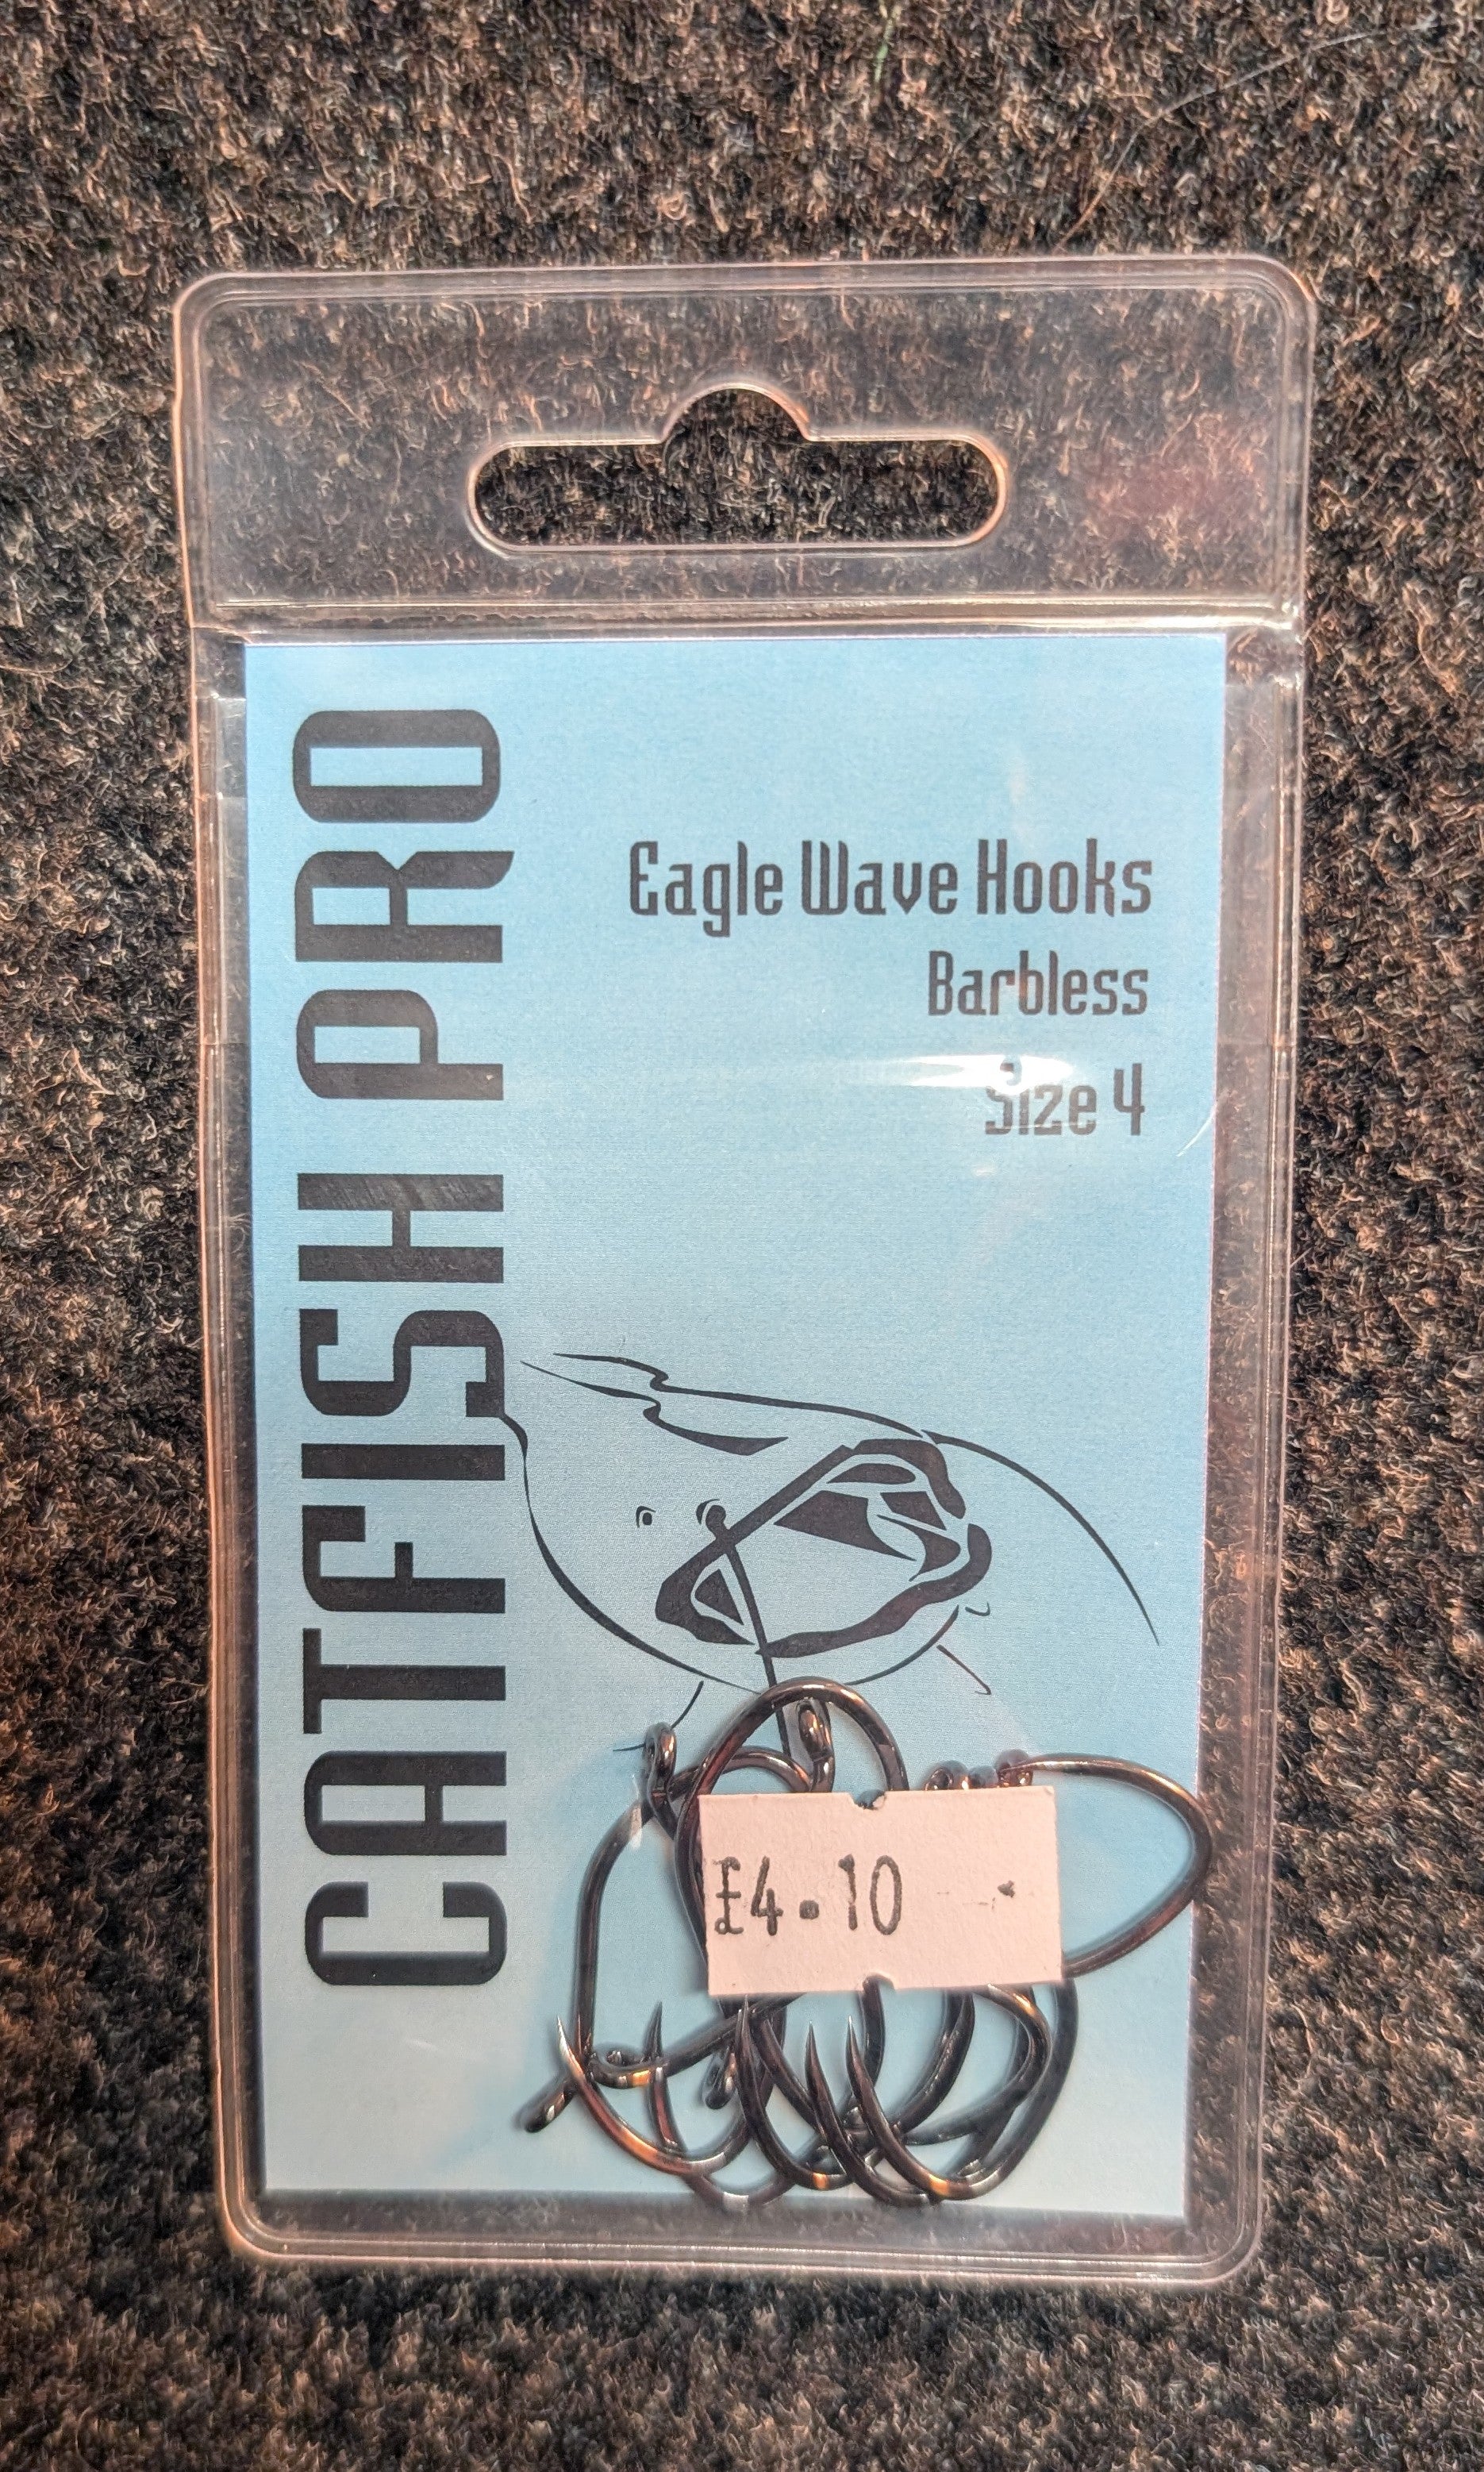 CATFISH PRO
Eagle Wave Hooks
Barbless
Size 4
£4.10